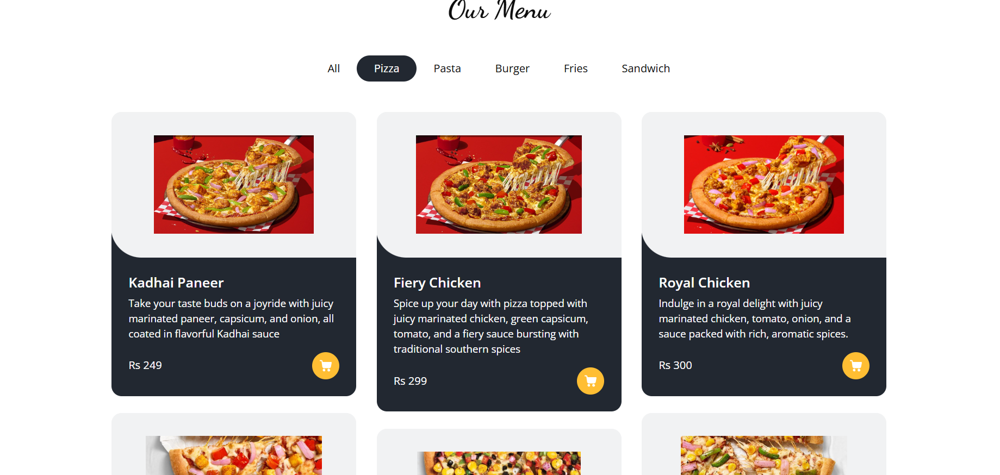 Our Menu
All
Pizza
Pasta
Burger
Fries
Sandwich
Kadhai Paneer
Take your taste buds on a joyride with juicy
marinated paneer, capsicum, and onion, all
coated in flavorful Kadhai sauce
Rs 249
Fiery Chicken
Spice up your day with pizza topped with
juicy marinated chicken, green capsicum,
tomato, and a fiery sauce bursting with
traditional southern spices
Rs 299
Royal Chicken
Indulge in a royal delight with juicy
marinated chicken, tomato, onion, and a
sauce packed with rich, aromatic spices.
Rs 300